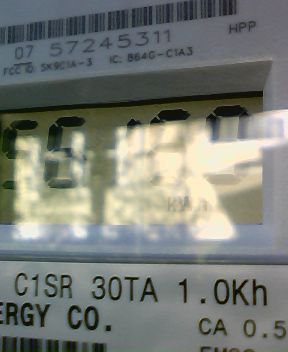 07 57245311
HPP
FCC ID: SK9C1A-3 IC: 864G-C1A3
C1SR 30TA 1.0Kh
ERGY CO.
CA 0.5